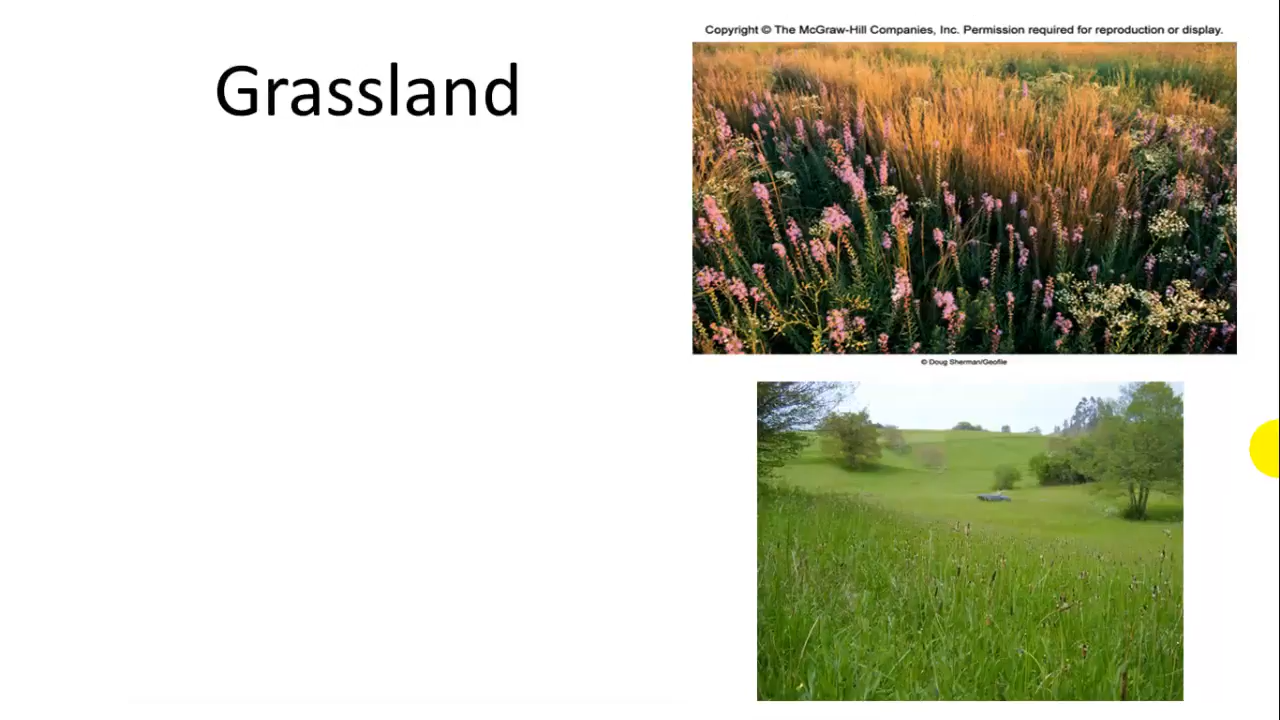 Copyright © The McGraw-Hill Companies, Inc. Permission required for reproduction or display.
Grassland
© Doug Sherman/Geofile